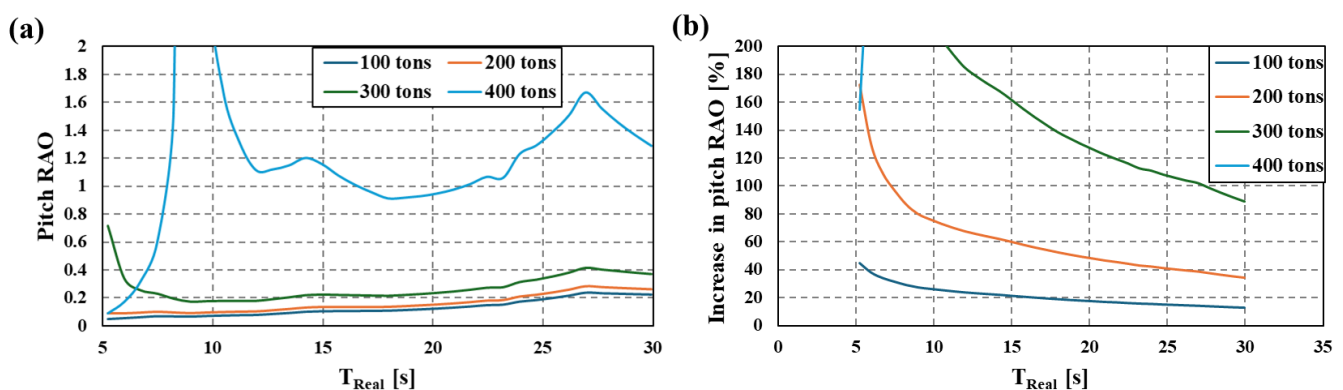 (a)
Pitch RAO
2
1.8
1.6
1.4
1.2
1
0.8
0.6
0.4
0.2
0
100 tons 200 tons
300 tons 400 tons
5 10 15 20 25 30
T_Real [s]
(b)
Increase in pitch RAO [%]
200
180
160
140
120
100
80
60
40
20
0
100 tons
200 tons
300 tons
400 tons
0 5 10 15 20 25 30 35
T_Real [s]